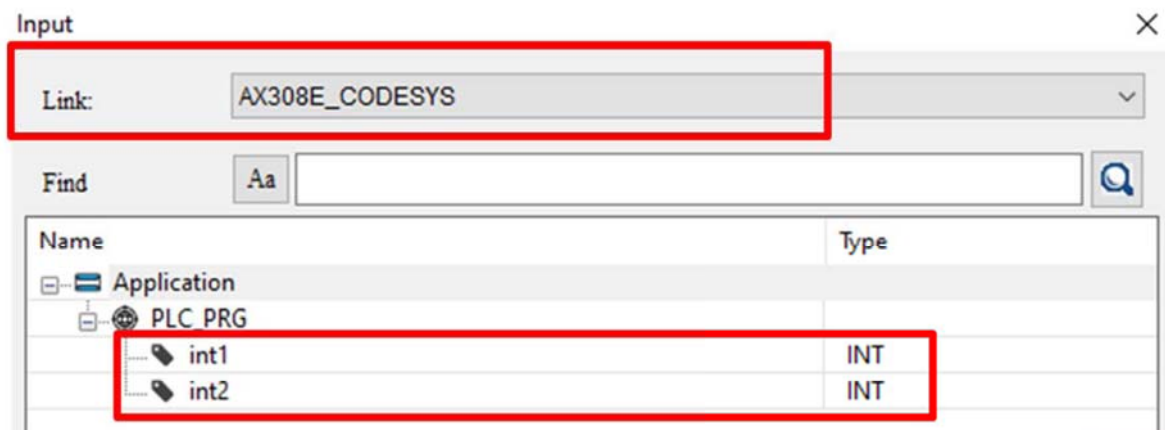 Input
Link: AX308E_CODESYS
Find Aa
Name Type
Application
PLC_PRG
int1 INT
int2 INT